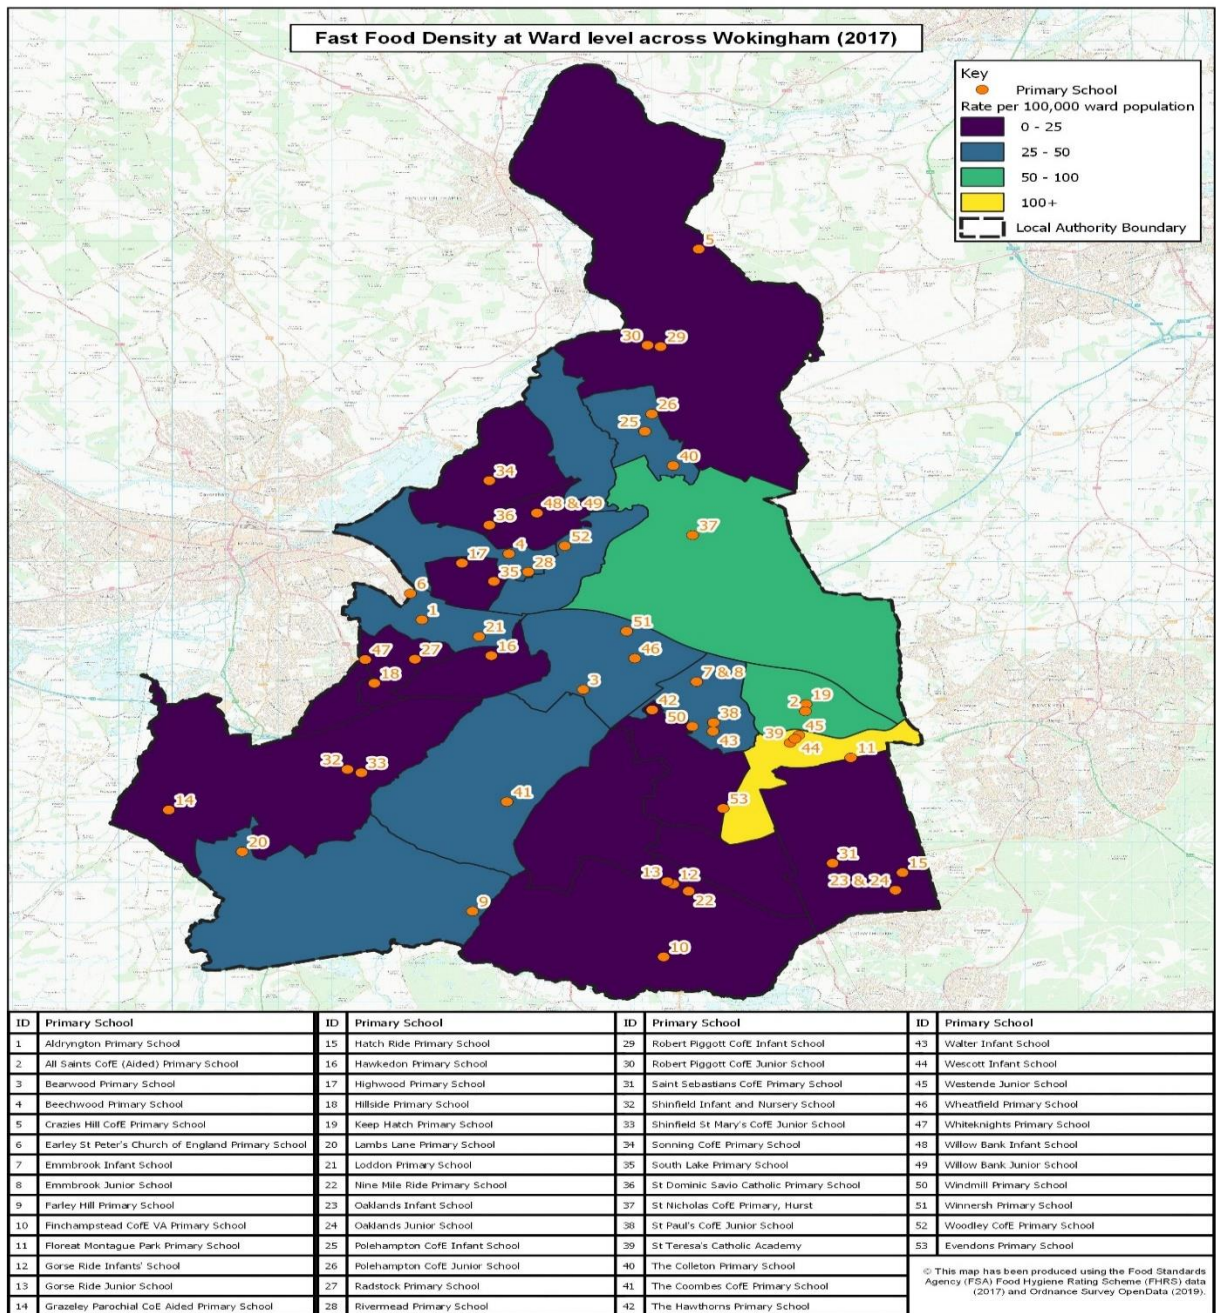 Fast Food Density at Ward level across Wokingham (2017)
Key
Primary School
Rate per 100,000 ward population
0 - 25
25 - 50
50 - 100
100+
Local Authority Boundary
5
30 29
26
25
40
34
48 & 49
36
37
52
4
17
28
35
6
1
21
51
16
46
47 27
7 & 8
18
3
19
42
2
38
50
45
39
43
44
11
32 33
41
14
53
20
31
15
13 12
23 & 24
22
9
10
ID Primary School
1 Aldryngton Primary School
2 All Saints CofE (Aided) Primary School
3 Bearwood Primary School
4 Beechwood Primary School
5 Crazies Hill CofE Primary School
6 Earley St Peter's Church of England Primary School
7 Emmbrook Infant School
8 Emmbrook Junior School
9 Farley Hill Primary School
10 Finchampstead CofE VA Primary School
11 Floreat Montague Park Primary School
12 Gorse Ride Infants' School
13 Gorse Ride Junior School
14 Grazeley Parochial CoE Aided Primary School
ID Primary School
15 Hatch Ride Primary School
16 Hawkedon Primary School
17 Highwood Primary School
18 Hillside Primary School
19 Keep Hatch Primary School
20 Lambs Lane Primary School
21 Loddon Primary School
22 Nine Mile Ride Primary School
23 Oaklands Infant School
24 Oaklands Junior School
25 Polehampton CofE Infant School
26 Polehampton CofE Junior School
27 Radstock Primary School
28 Rivermead Primary School
ID Primary School
29 Robert Piggott CofE Infant School
30 Robert Piggott CofE Junior School
31 Saint Sebastians CofE Primary School
32 Shinfield Infant and Nursery School
33 Shinfield St Mary's CofE Junior School
34 Sonning CofE Primary School
35 South Lake Primary School
36 St Dominic Savio Catholic Primary School
37 St Nicholas CofE Primary, Hurst
38 St Paul's CofE Junior School
39 St Teresa's Catholic Academy
40 The Colleton Primary School
41 The Coombes CofE Primary School
42 The Hawthorns Primary School
ID Primary School
43 Walter Infant School
44 Wescott Infant School
45 Westende Junior School
46 Wheatfield Primary School
47 Whiteknights Primary School
48 Willow Bank Infant School
49 Willow Bank Junior School
50 Windmill Primary School
51 Winnersh Primary School
52 Woodley CofE Primary School
53 Evendons Primary School
© This map has been produced using the Food Standards
Agency (FSA) Food Hygiene Rating Scheme (FHRS) data
(2017) and Ordnance Survey OpenData (2019).